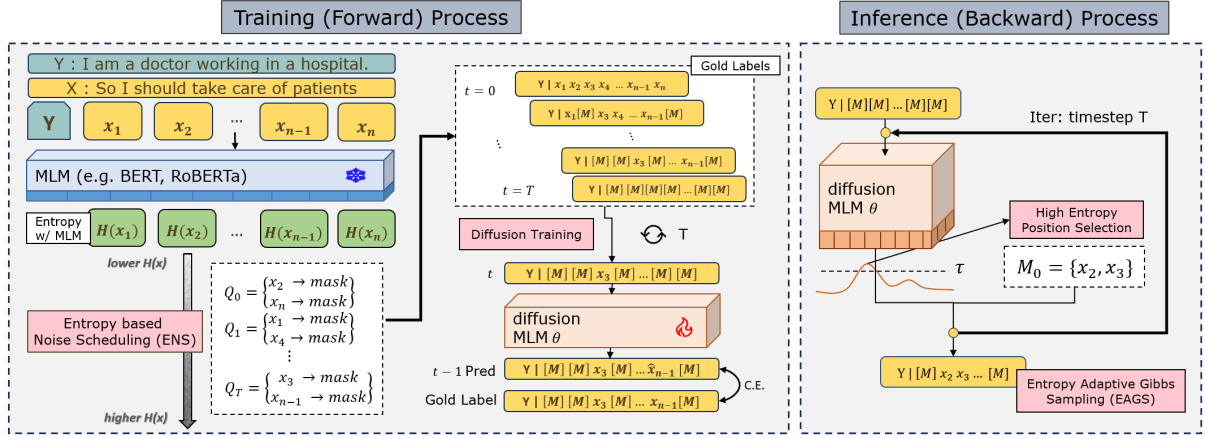 Training (Forward) Process
Y : I am a doctor working in a hospital.
X : So I should take care of patients
Y x₁ x₂ ... xₙ₋₁ xₙ
MLM (e.g. BERT, RoBERTa)
Entropy
w/ MLM
H(x₁) H(x₂) ... H(xₙ₋₁) H(xₙ)
lower H(x)
Entropy based
Noise Scheduling (ENS)
higher H(x)
Q₀ = {x₂ → mask
xₙ → mask}
Q₁ = {x₁ → mask
x₄ → mask}
⋮
Q_T = {x₃ → mask
xₙ₋₁ → mask}
Gold Labels
t = 0
Y | x₁ x₂ x₃ x₄ ... xₙ₋₁ xₙ
Y | x₁[M] x₃ x₄ ... xₙ₋₁[M]
⋱ ⋮
Y | [M] [M] x₃ [M]... xₙ₋₁[M]
t = T
Y | [M] [M][M][M] ...[M][M]
Diffusion Training
T
t
Y | [M] [M] x₃ [M] ... [M] [M]
diffusion
MLM θ
t − 1 Pred
Y | [M] [M] x₃ [M] ... x̂ₙ₋₁ [M]
C.E.
Gold Label
Y | [M] [M] x₃ [M] ... xₙ₋₁[M]
Inference (Backward) Process
Y | [M][M] ... [M][M]
Iter: timestep T
diffusion
MLM θ
High Entropy
Position Selection
τ
M₀ = {x₂, x₃}
Y | [M] x₂ x₃ ... [M]
Entropy Adaptive Gibbs
Sampling (EAGS)